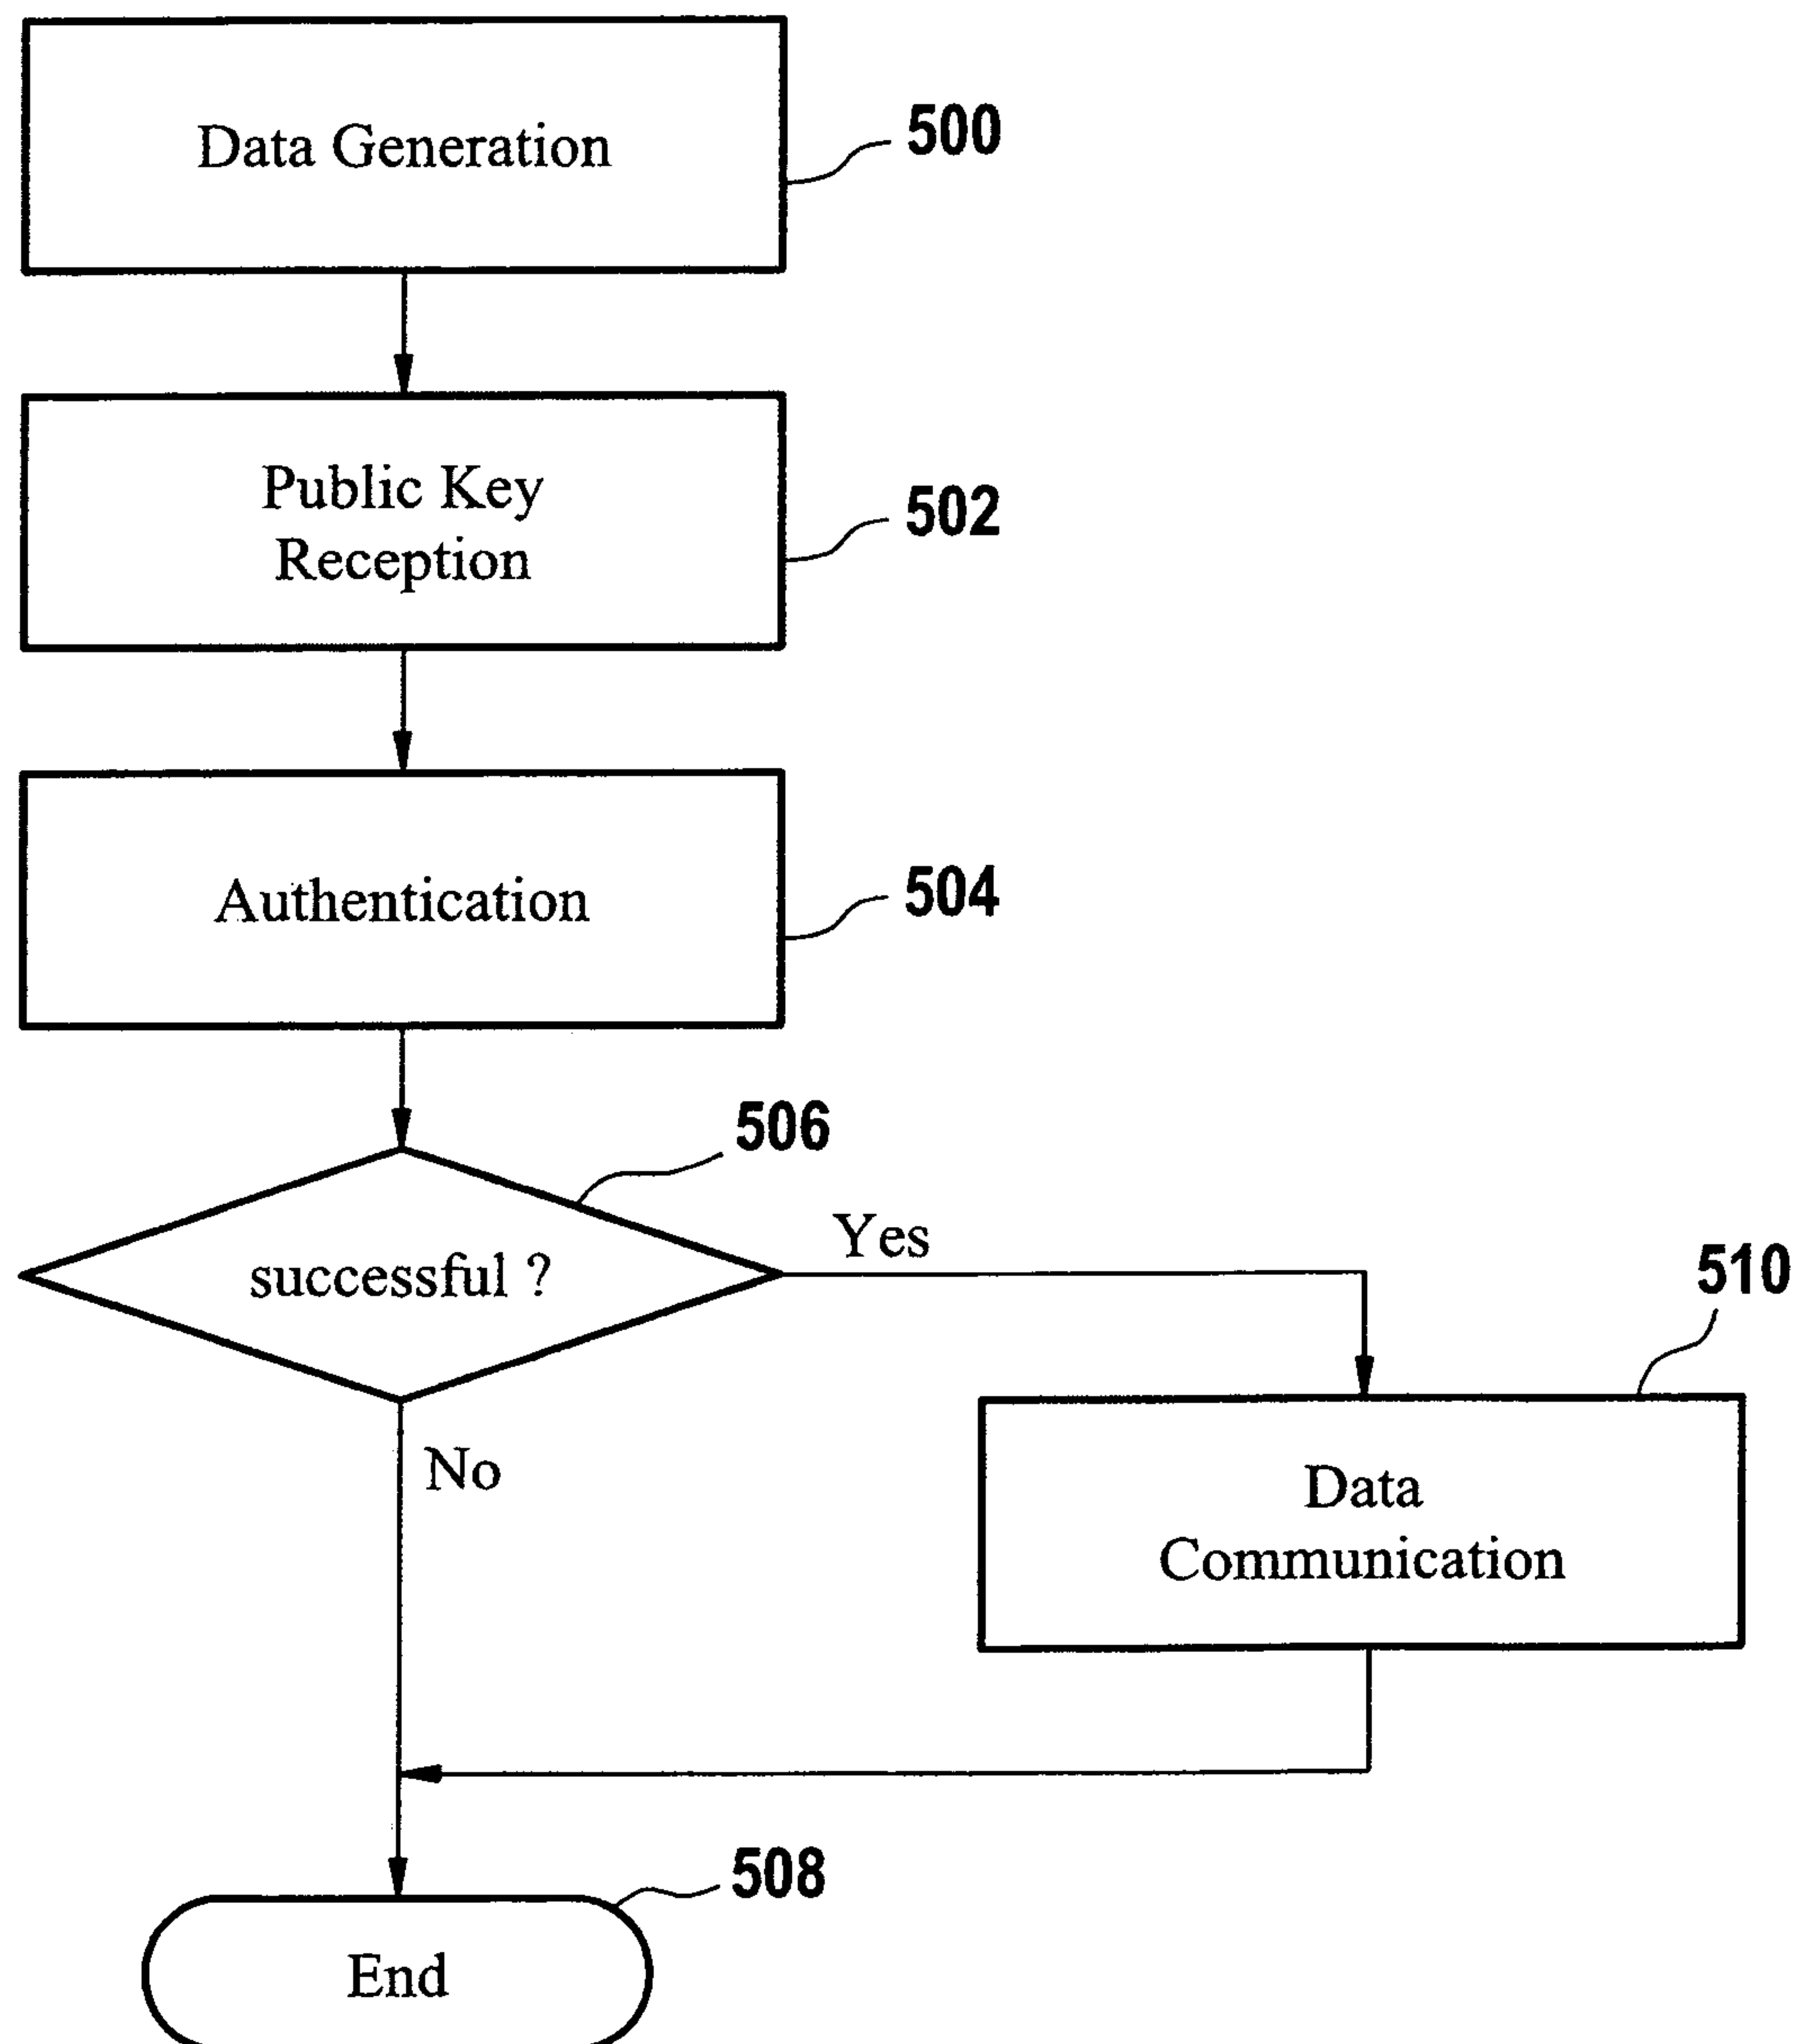 Data Generation
500
Public Key
Reception
502
Authentication
504
506
successful ?
Yes
510
No
Data
Communication
508
End